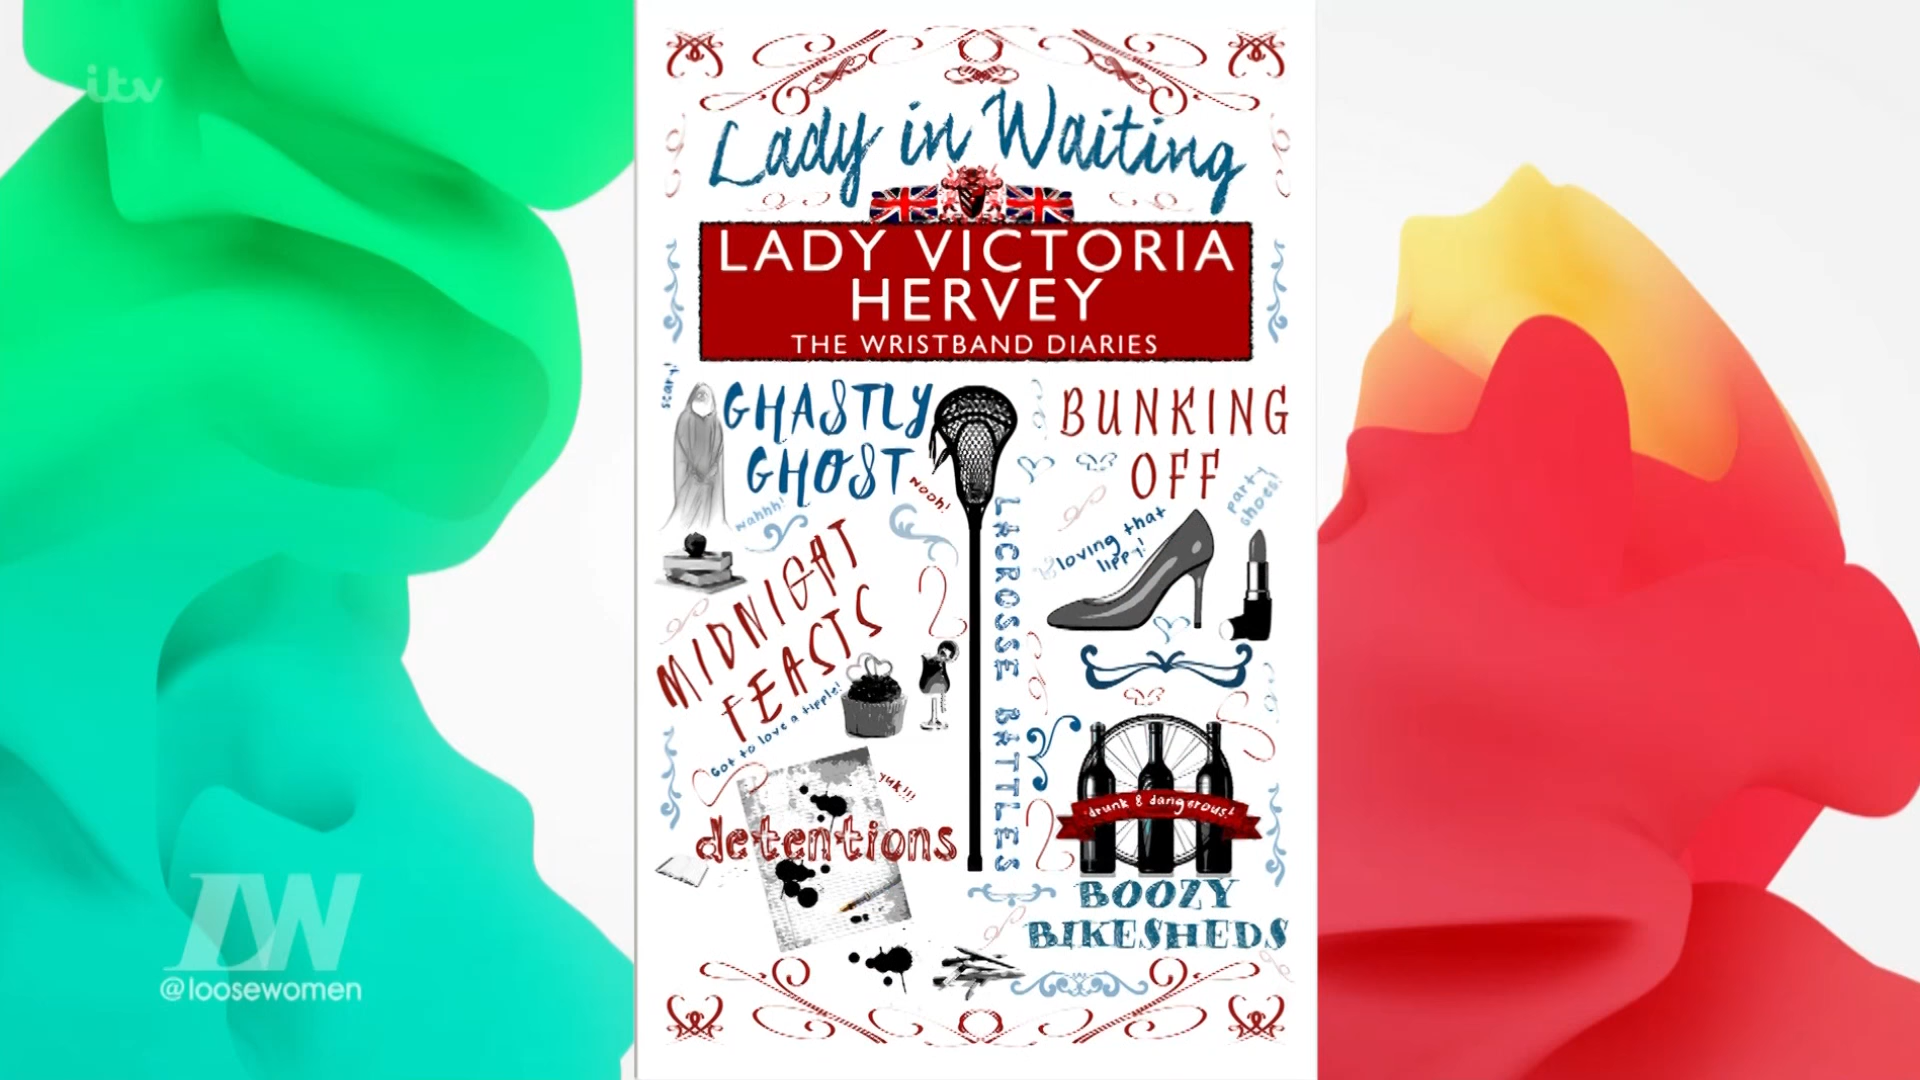 itv
Lady in Waiting
LADY VICTORIA
HERVEY
THE WRISTBAND DIARIES
scary!
GHASTLY
GHOST
wahhh!
nooh!
BUNKING
OFF
party
shoes!
loving that
lippy!
MIDNIGHT
FEASTS
Got to love a tipple!
LACROSSE BATTLES
yuk!!!
detentions
drunk & dangerous!
BOOZY
BIKESHEDS
LW
@loosewomen